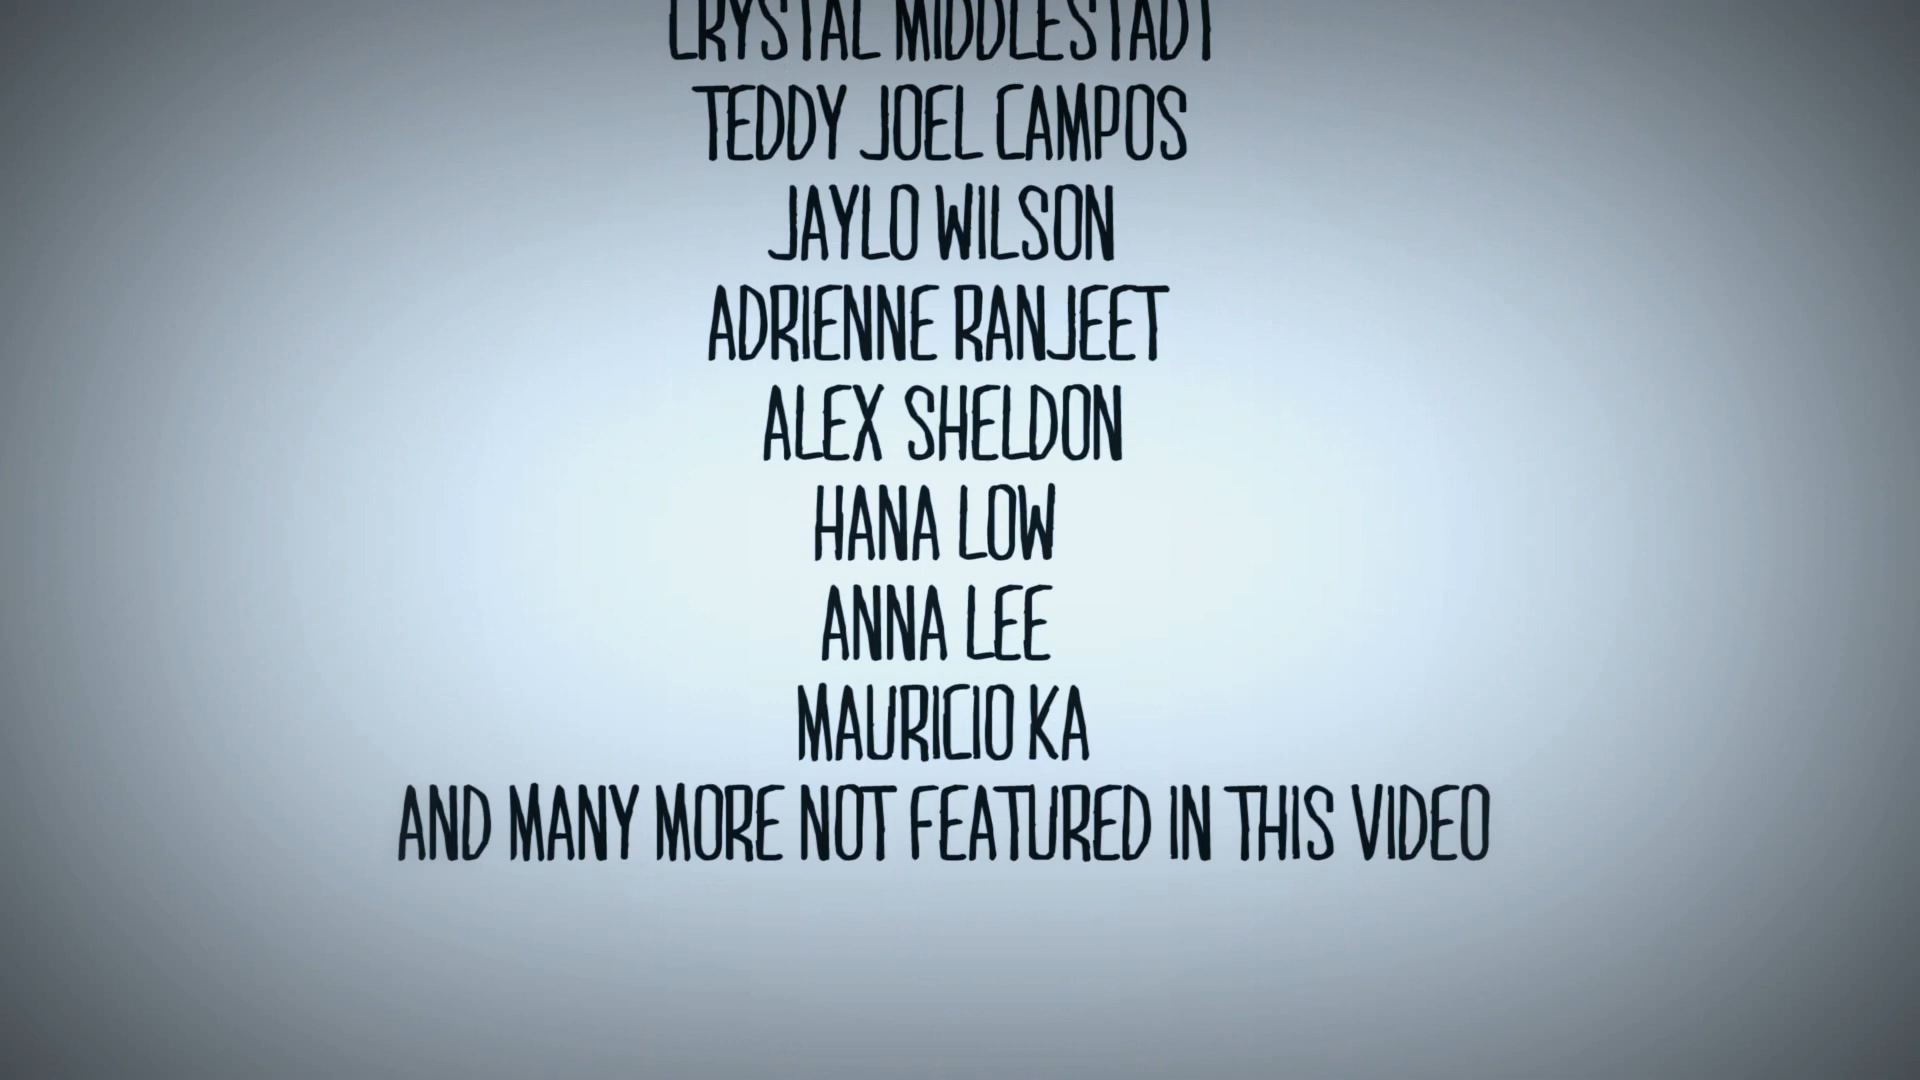 CRYSTAL MIDDLESTADT
TEDDY JOEL CAMPOS
JAYLO WILSON
ADRIENNE RANJEET
ALEX SHELDON
HANA LOW
ANNA LEE
MAURICIO KA
AND MANY MORE NOT FEATURED IN THIS VIDEO